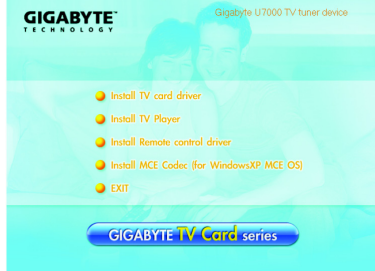 GIGABYTE™
TECHNOLOGY
Gigabyte U7000 TV tuner device
Install TV card driver
Install TV Player
Install Remote control driver
Install MCE Codec (for WindowsXP MCE OS)
EXIT
GIGABYTE TV Card series